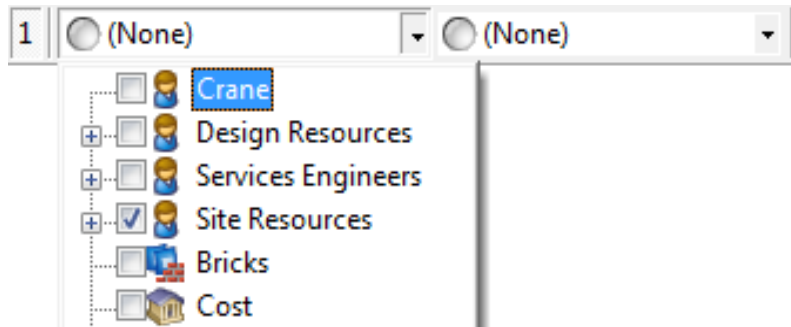 1 (None) (None)
Crane
Design Resources
Services Engineers
Site Resources
Bricks
Cost